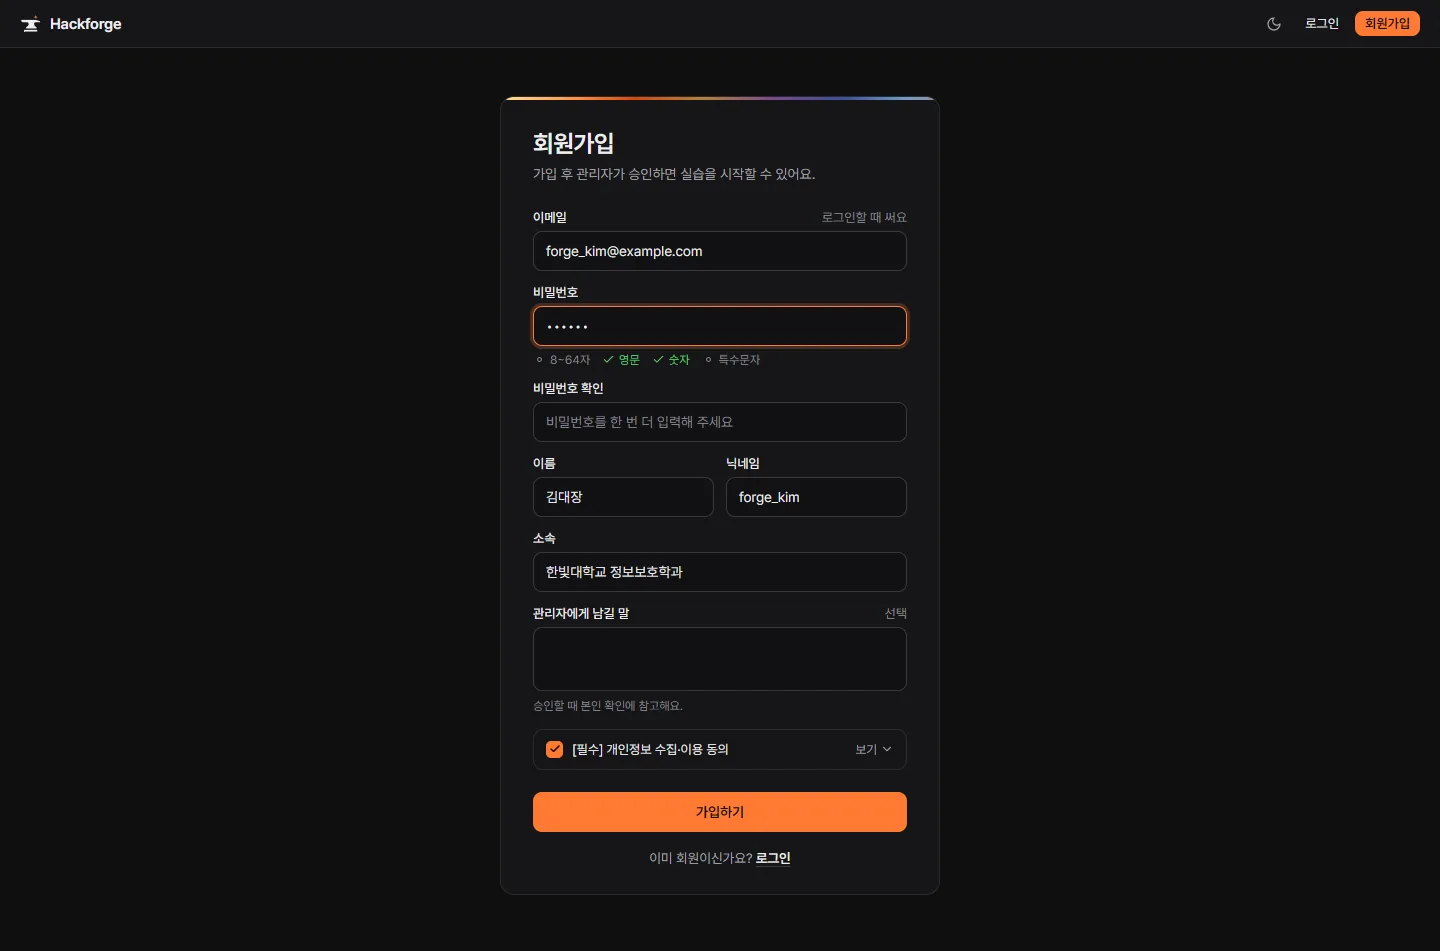 Hackforge
로그인
회원가입
회원가입
가입 후 관리자가 승인하면 실습을 시작할 수 있어요.
이메일 로그인할 때 써요
forge_kim@example.com
비밀번호
••••••
8~64자 영문 숫자 특수문자
비밀번호 확인
비밀번호를 한 번 더 입력해 주세요
이름 닉네임
김대장 forge_kim
소속
한빛대학교 정보보호학과
관리자에게 남길 말 선택
승인할 때 본인 확인에 참고해요.
[필수] 개인정보 수집·이용 동의 보기
가입하기
이미 회원이신가요? 로그인